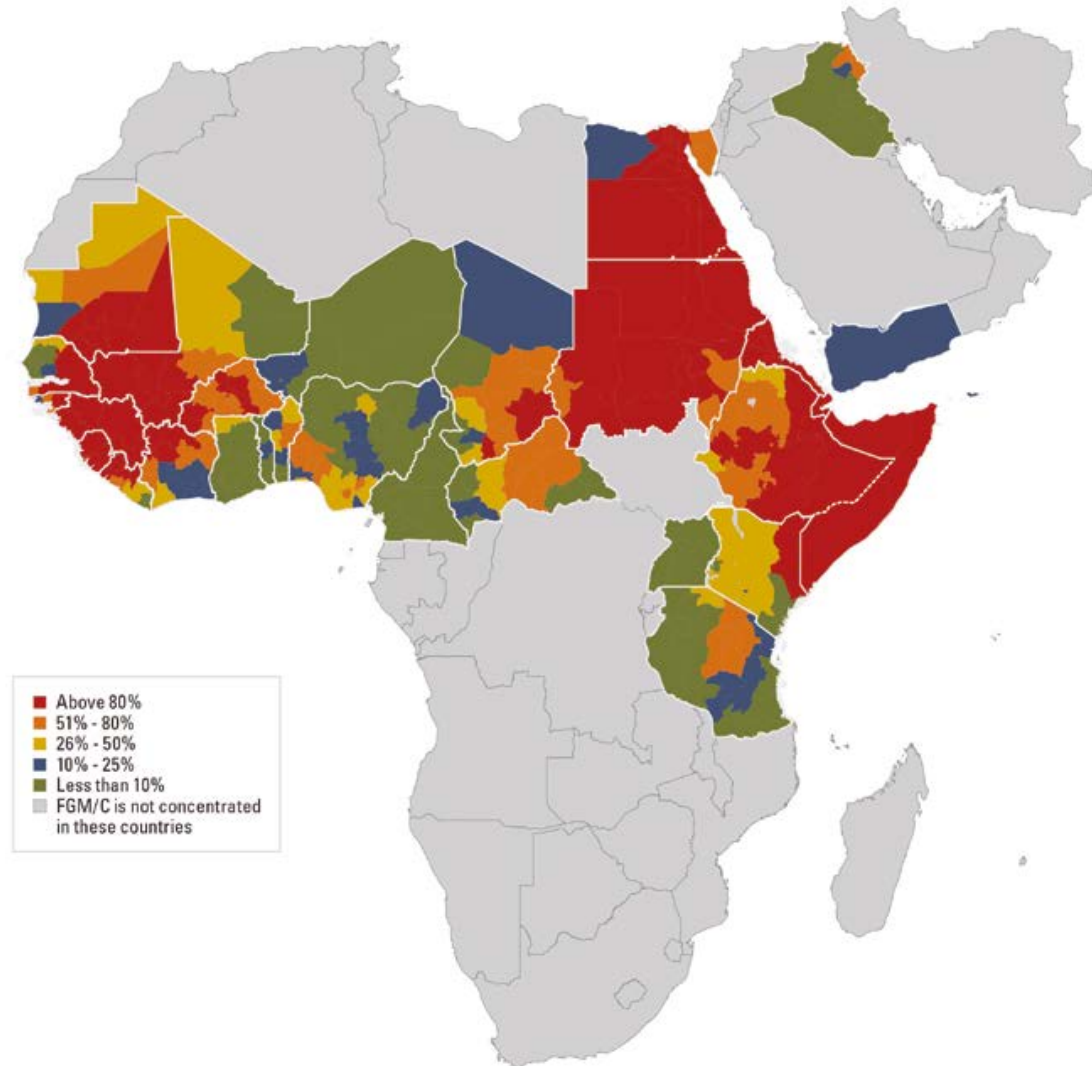 Above 80%
51% - 80%
26% - 50%
10% - 25%
Less than 10%
FGM/C is not concentrated
in these countries